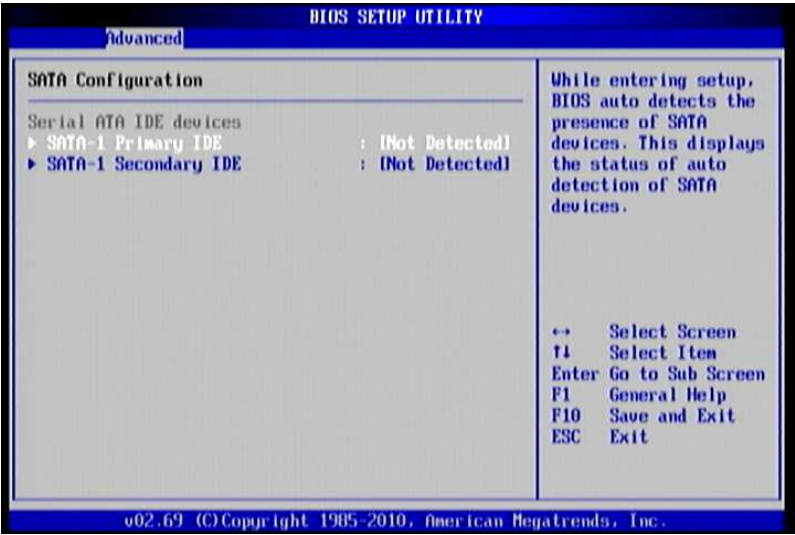 BIOS SETUP UTILITY
Advanced
SATA Configuration
Serial ATA IDE devices
▶ SATA-1 Primary IDE : [Not Detected]
▶ SATA-1 Secondary IDE : [Not Detected]
While entering setup,
BIOS auto detects the
presence of SATA
devices. This displays
the status of auto
detection of SATA
devices.
↔ Select Screen
↑↓ Select Item
Enter Go to Sub Screen
F1 General Help
F10 Save and Exit
ESC Exit
v02.69 (C)Copyright 1985-2010, American Megatrends, Inc.